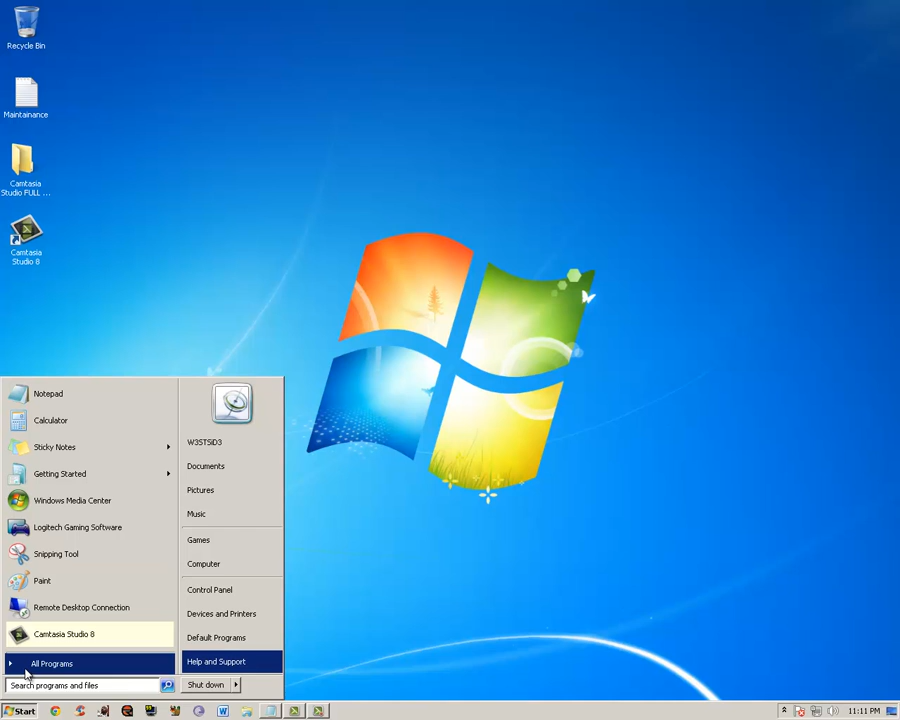 Recycle Bin
Maintainance
Camtasia
Studio FULL ...
Camtasia
Studio 8
Notepad
Calculator
Sticky Notes
Getting Started
Windows Media Center
Logitech Gaming Software
Snipping Tool
Paint
Remote Desktop Connection
Camtasia Studio 8
All Programs
Search programs and files
W3STSiD3
Documents
Pictures
Music
Games
Computer
Control Panel
Devices and Printers
Default Programs
Help and Support
Shut down
Start
11:11 PM